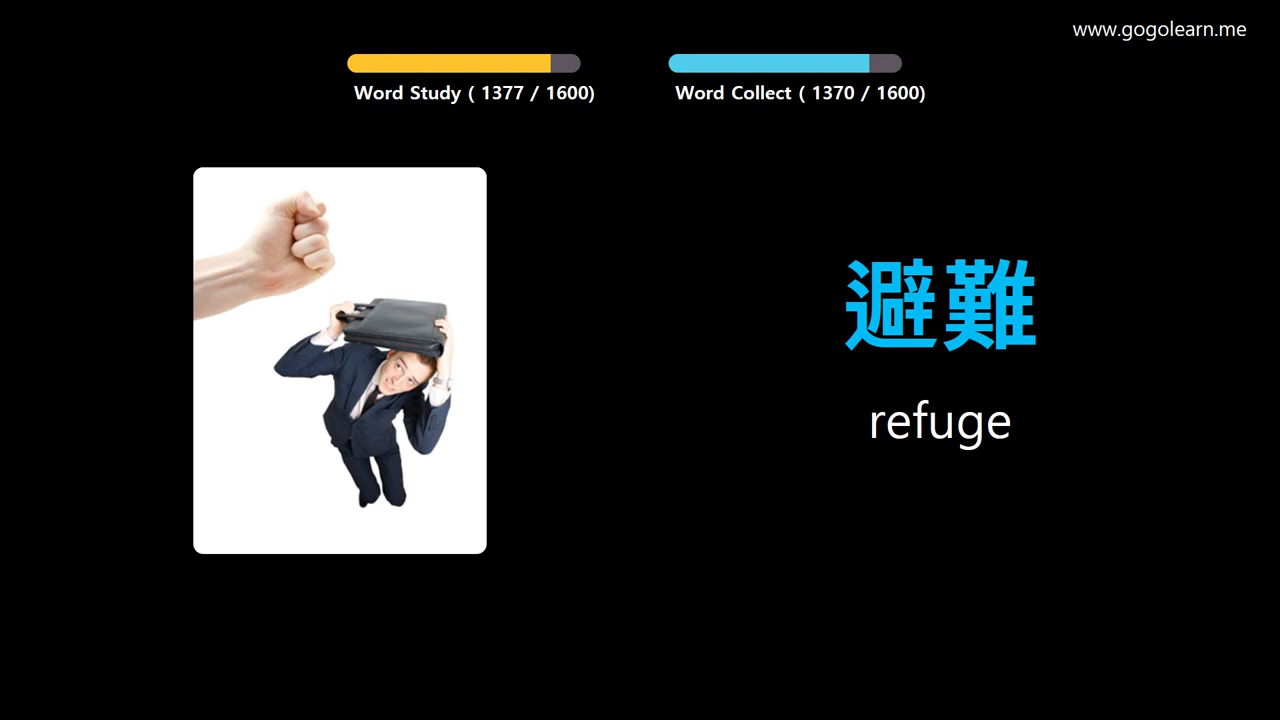 www.gogolearn.me
Word Study ( 1377 / 1600)
Word Collect ( 1370 / 1600)
避難
refuge